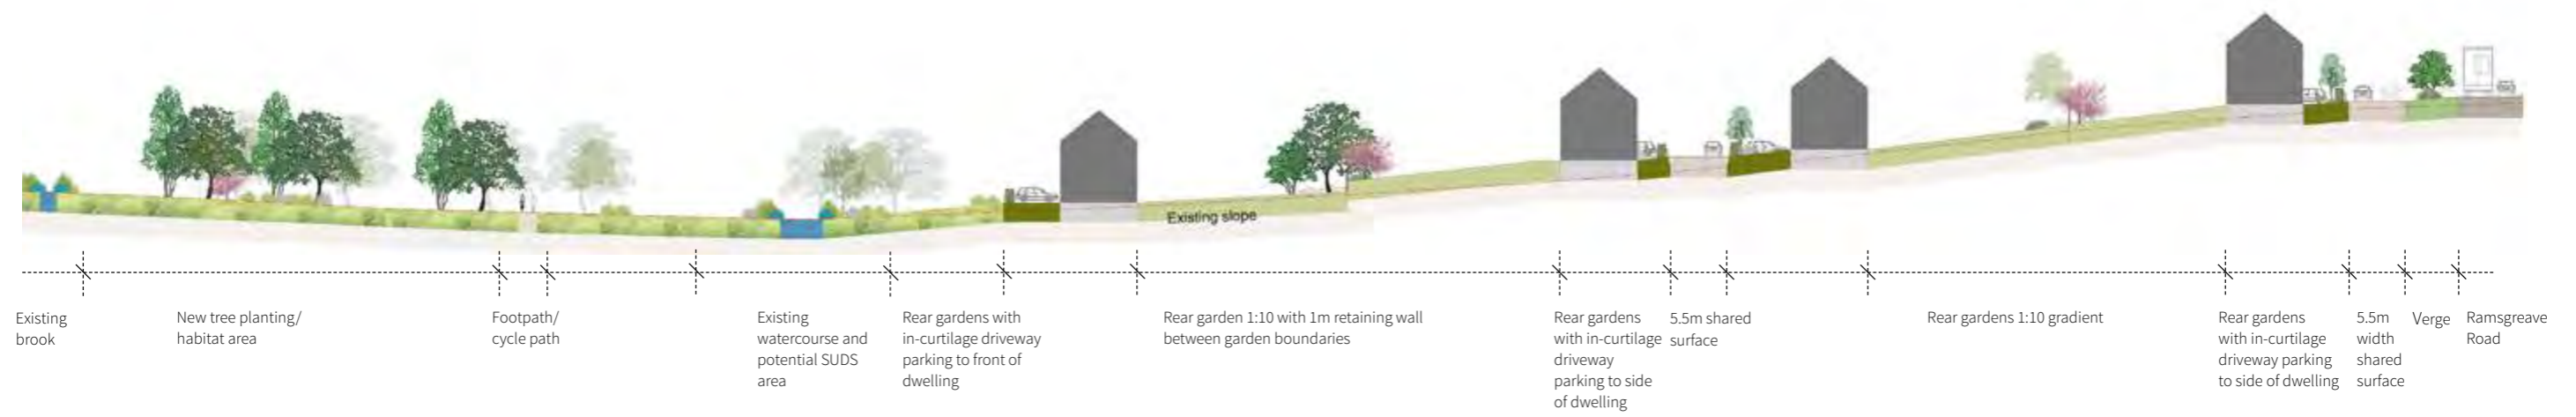 Existing slope
Existing
brook
New tree planting/
habitat area
Footpath/
cycle path
Existing
watercourse and
potential SUDS
area
Rear gardens with
in-curtilage driveway
parking to front of
dwelling
Rear garden 1:10 with 1m retaining wall
between garden boundaries
Rear gardens
with in-curtilage
driveway
parking to side
of dwelling
5.5m shared
surface
Rear gardens 1:10 gradient
Rear gardens
with in-curtilage
driveway parking
to side of dwelling
5.5m
width
shared
surface
Verge
Ramsgreave
Road